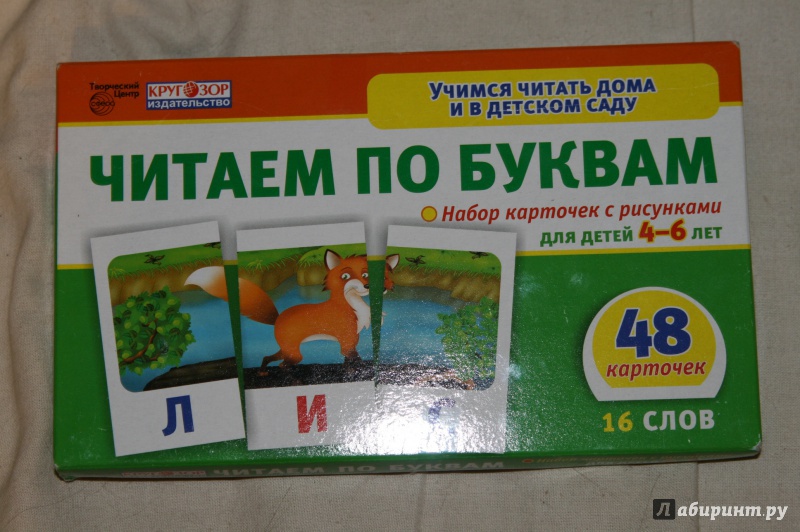 Творческий
Центр
сфера
КРУГОЗОР
ИЗДАТЕЛЬСТВО
УЧИМСЯ ЧИТАТЬ ДОМА
И В ДЕТСКОМ САДУ
ЧИТАЕМ ПО БУКВАМ
Набор карточек с рисунками
ДЛЯ ДЕТЕЙ 4–6 ЛЕТ
Л И С
48
карточек
16 СЛОВ
ЧИТАЕМ ПО БУКВАМ
Лабиринт.ру